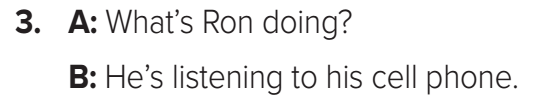 3. A: What’s Ron doing?
B: He’s listening to his cell phone.